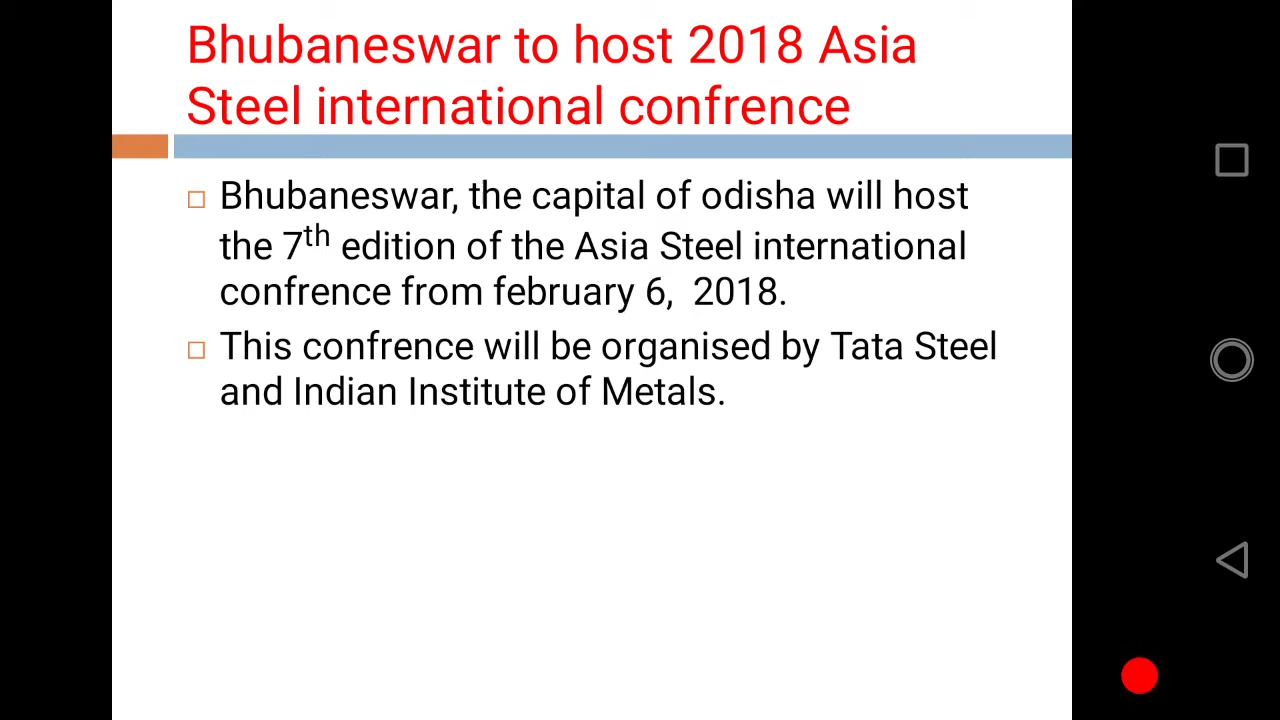 Bhubaneswar to host 2018 Asia
Steel international confrence
Bhubaneswar, the capital of odisha will host
the 7th edition of the Asia Steel international
confrence from february 6, 2018.
This confrence will be organised by Tata Steel
and Indian Institute of Metals.